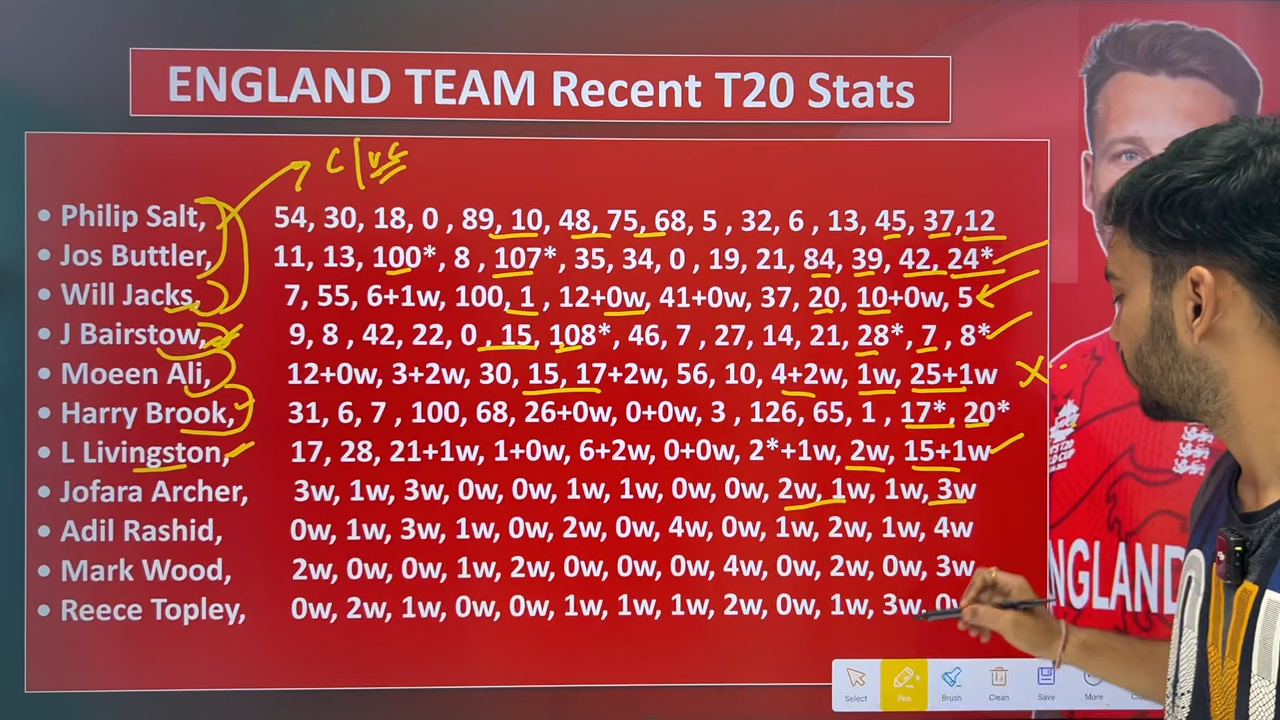 ENGLAND TEAM Recent T20 Stats
C/VC
• Philip Salt, 54, 30, 18, 0 , 89, 10, 48, 75, 68, 5 , 32, 6 , 13, 45, 37,12
• Jos Buttler, 11, 13, 100*, 8 , 107*, 35, 34, 0 , 19, 21, 84, 39, 42, 24*
• Will Jacks, 7, 55, 6+1w, 100, 1 , 12+0w, 41+0w, 37, 20, 10+0w, 5
• J Bairstow, 9, 8 , 42, 22, 0 , 15, 108*, 46, 7 , 27, 14, 21, 28*, 7 , 8*
• Moeen Ali, 12+0w, 3+2w, 30, 15, 17+2w, 56, 10, 4+2w, 1w, 25+1w
• Harry Brook, 31, 6, 7 , 100, 68, 26+0w, 0+0w, 3 , 126, 65, 1 , 17*, 20*
• L Livingston, 17, 28, 21+1w, 1+0w, 6+2w, 0+0w, 2*+1w, 2w, 15+1w
• Jofara Archer, 3w, 1w, 3w, 0w, 0w, 1w, 1w, 0w, 0w, 2w, 1w, 1w, 3w
• Adil Rashid, 0w, 1w, 3w, 1w, 0w, 2w, 0w, 4w, 0w, 1w, 2w, 1w, 4w
• Mark Wood, 2w, 0w, 0w, 1w, 2w, 0w, 0w, 0w, 4w, 0w, 2w, 0w, 3w
• Reece Topley, 0w, 2w, 1w, 0w, 0w, 1w, 1w, 1w, 2w, 0w, 1w, 3w,
NGLAND
Select Pen Brush Clean Save More